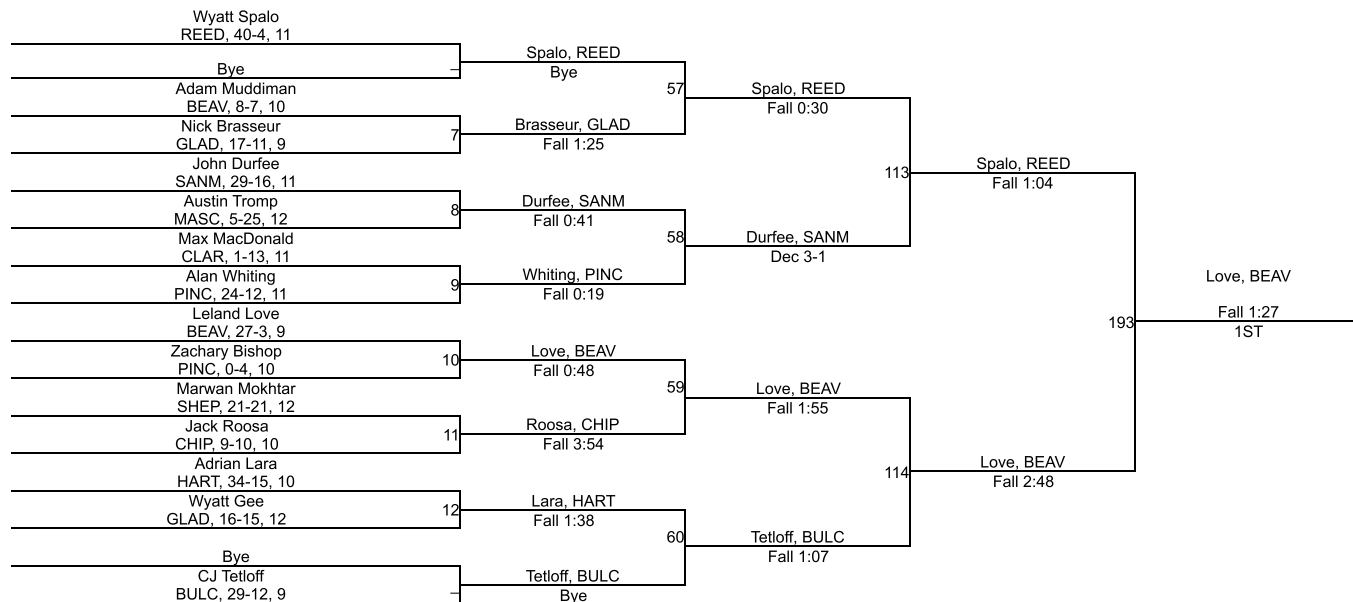 Wyatt Spalo
REED, 40-4, 11
Bye
Adam Muddiman
BEAV, 8-7, 10
Nick Brasseur
GLAD, 17-11, 9
John Durfee
SANM, 29-16, 11
Austin Tromp
MASC, 5-25, 12
Max MacDonald
CLAR, 1-13, 11
Alan Whiting
PINC, 24-12, 11
Leland Love
BEAV, 27-3, 9
Zachary Bishop
PINC, 0-4, 10
Marwan Mokhtar
SHEP, 21-21, 12
Jack Roosa
CHIP, 9-10, 10
Adrian Lara
HART, 34-15, 10
Wyatt Gee
GLAD, 16-15, 12
Bye
CJ Tetloff
BULC, 29-12, 9
–
7
8
9
10
11
12
–
Spalo, REED
Bye
Brasseur, GLAD
Fall 1:25
Durfee, SANM
Fall 0:41
Whiting, PINC
Fall 0:19
Love, BEAV
Fall 0:48
Roosa, CHIP
Fall 3:54
Lara, HART
Fall 1:38
Tetloff, BULC
Bye
57
58
59
60
Spalo, REED
Fall 0:30
Durfee, SANM
Dec 3-1
Love, BEAV
Fall 1:55
Tetloff, BULC
Fall 1:07
113
114
Spalo, REED
Fall 1:04
Love, BEAV
Fall 2:48
193
Love, BEAV
Fall 1:27
1ST